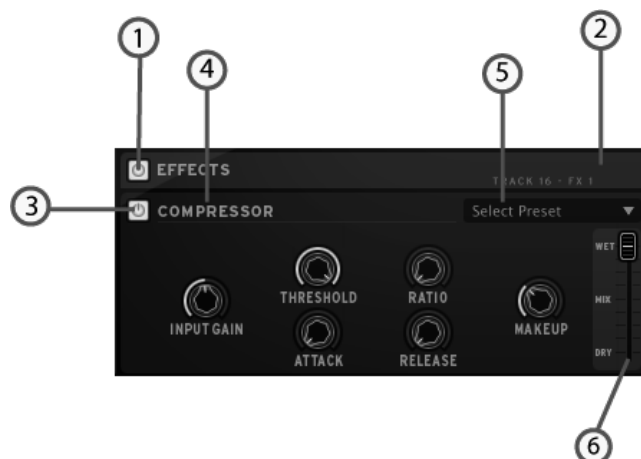 1
2
4
5
EFFECTS
TRACK 16 - FX 1
3
COMPRESSOR
Select Preset
WET
THRESHOLD
RATIO
MIX
INPUT GAIN
MAKEUP
ATTACK
RELEASE
DRY
6